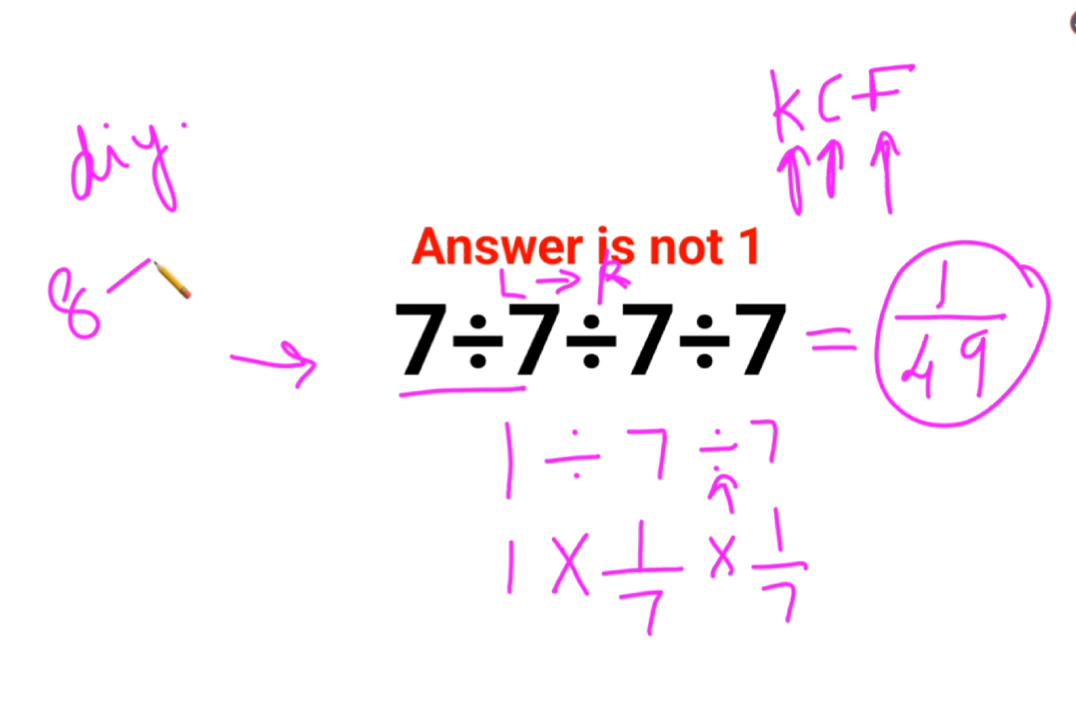 KCF
diy.
Answer is not 1
L → R
8
→ 7÷7÷7÷7 = 1/49
1 ÷ 7 ÷ 7
1 × 1/7 × 1/7